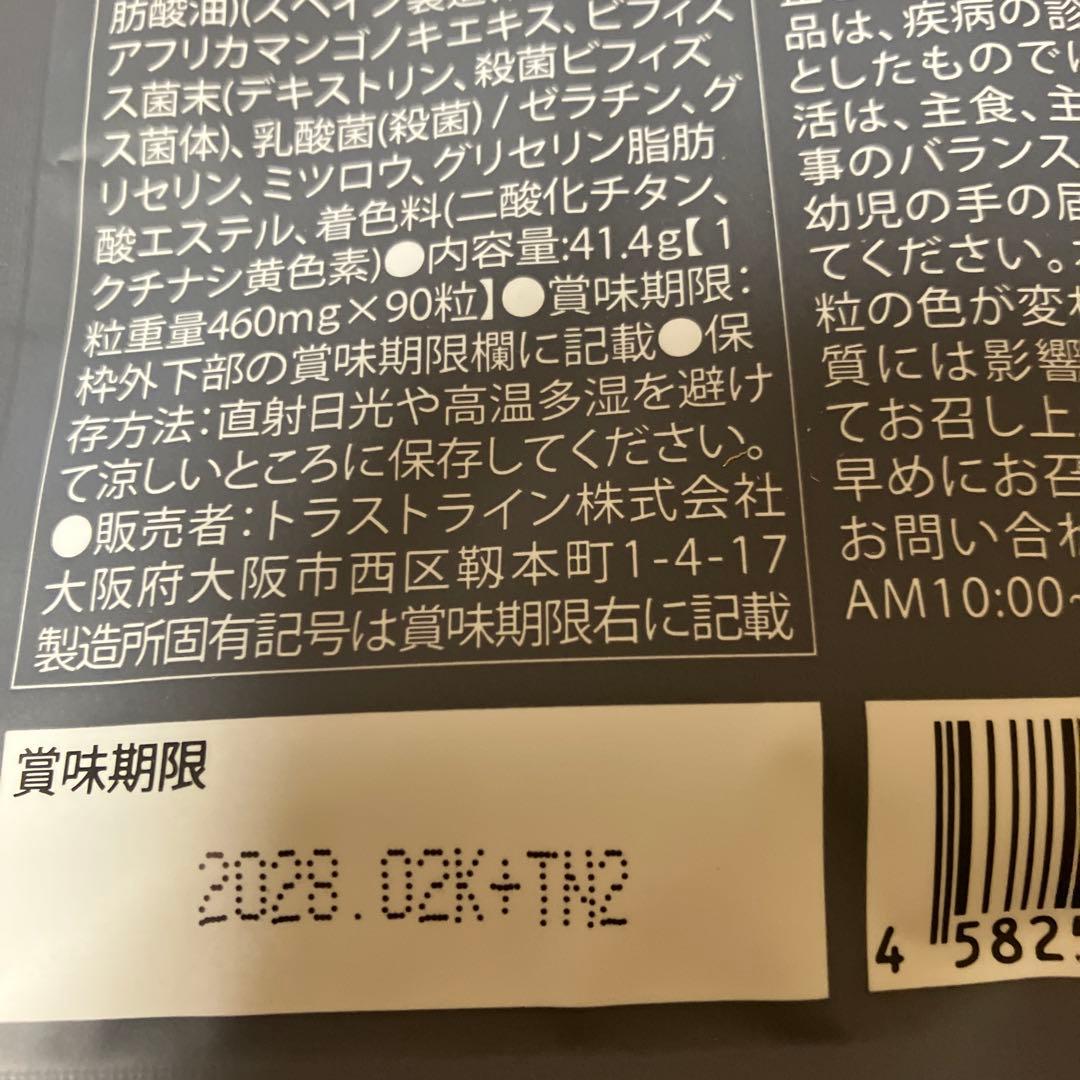 肪酸油)(スペイン製造
アフリカマンゴノキエキス、ビフィズ
ス菌末(デキストリン、殺菌ビフィズ
ス菌体)、乳酸菌(殺菌) / ゼラチン、グ
リセリン、ミツロウ、グリセリン脂肪
酸エステル、着色料(二酸化チタン、
クチナシ黄色素)●内容量:41.4g【1
粒重量460mg×90粒】●賞味期限:
枠外下部の賞味期限欄に記載●保
存方法:直射日光や高温多湿を避け
て涼しいところに保存してください。
●販売者:トラストライン株式会社
大阪府大阪市西区靱本町1-4-17
製造所固有記号は賞味期限右に記載
品は、疾病の診
としたものでは
活は、主食、主
事のバランス
幼児の手の届
てください。
粒の色が変わ
質には影響
てお召し上
早めにお召
お問い合わ
AM10:00~
賞味期限
2028.02K+TN2
4 5825